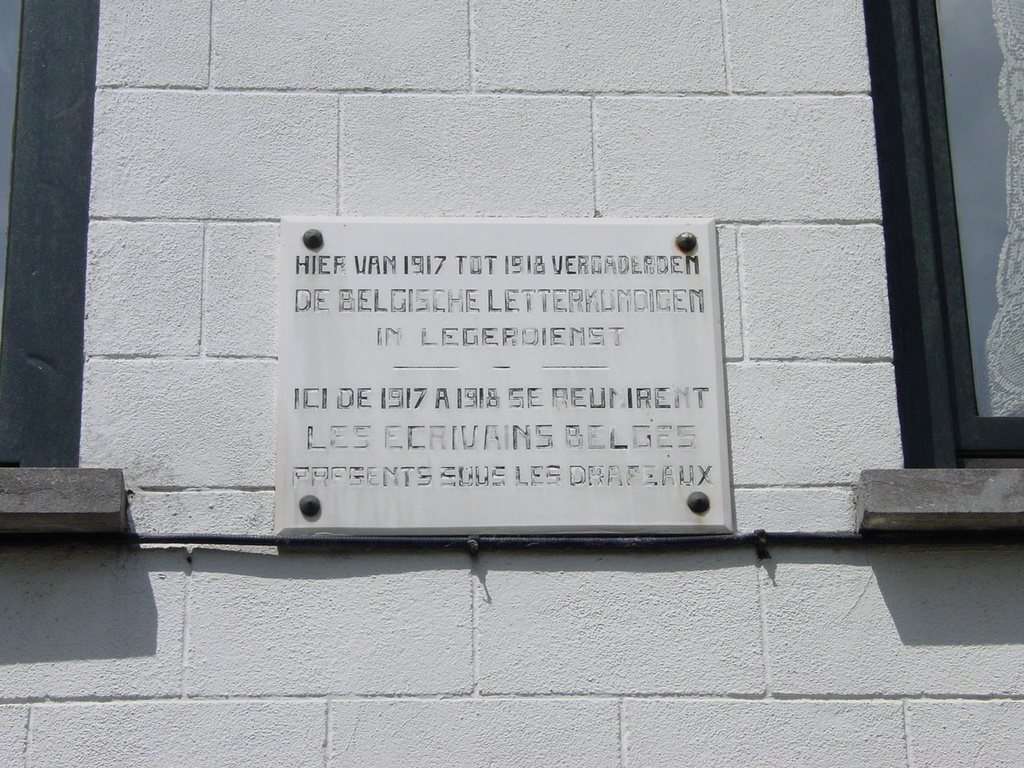 HIER VAN 1917 TOT 1918 VERGADERDEN
DE BELGISCHE LETTERKUNDIGEN
IN LEGERDIENST
ICI DE 1917 A 1918 SE REUNIRENT
LES ECRIVAINS BELGES
PRESENTS SOUS LES DRAPEAUX